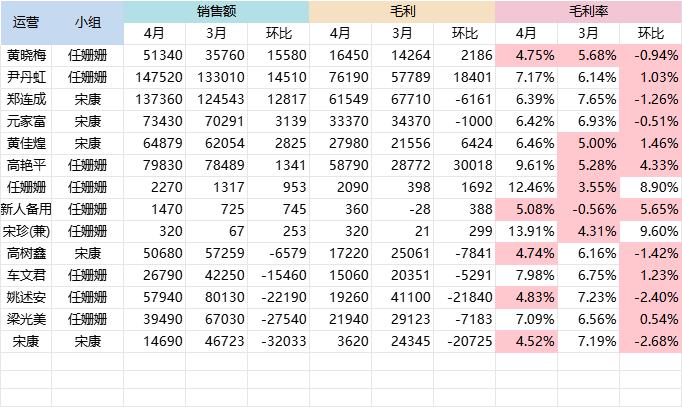 运营 小组 销售额 毛利 毛利率
4月 3月 环比 4月 3月 环比 4月 3月 环比
黄晓梅 任姗姗 51340 35760 15580 16450 14264 2186 4.75% 5.68% -0.94%
尹丹虹 任姗姗 147520 133010 14510 76190 57789 18401 7.17% 6.14% 1.03%
郑连成 宋康 137360 124543 12817 61549 67710 -6161 6.39% 7.65% -1.26%
元家富 宋康 73430 70291 3139 33370 34370 -1000 6.42% 6.93% -0.51%
黄佳煌 宋康 64879 62054 2825 27980 21556 6424 6.46% 5.00% 1.46%
高艳平 任姗姗 79830 78489 1341 58790 28772 30018 9.61% 5.28% 4.33%
任姗姗 任姗姗 2270 1317 953 2090 398 1692 12.46% 3.55% 8.90%
新人备用 任姗姗 1470 725 745 360 -28 388 5.08% -0.56% 5.65%
宋珍(兼) 任姗姗 320 67 253 320 21 299 13.91% 4.31% 9.60%
高树鑫 宋康 50680 57259 -6579 17220 25061 -7841 4.74% 6.16% -1.42%
车文君 任姗姗 26790 42250 -15460 15060 20351 -5291 7.98% 6.75% 1.23%
姚述安 任姗姗 57940 80130 -22190 19260 41100 -21840 4.83% 7.23% -2.40%
梁光美 任姗姗 39490 67030 -27540 21940 29123 -7183 7.09% 6.56% 0.54%
宋康 宋康 14690 46723 -32033 3620 24345 -20725 4.52% 7.19% -2.68%